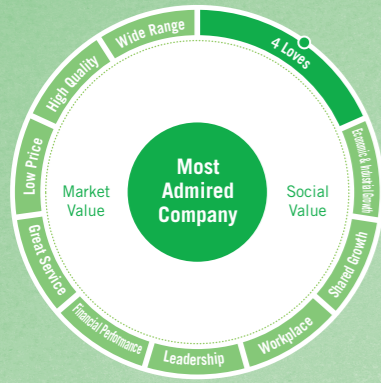 Wide Range
4 Loves
Economic & Industrial Growth
Shared Growth
Workplace
Leadership
Financial Performance
Great Service
Low Price
High Quality
Market
Value
Most
Admired
Company
Social
Value